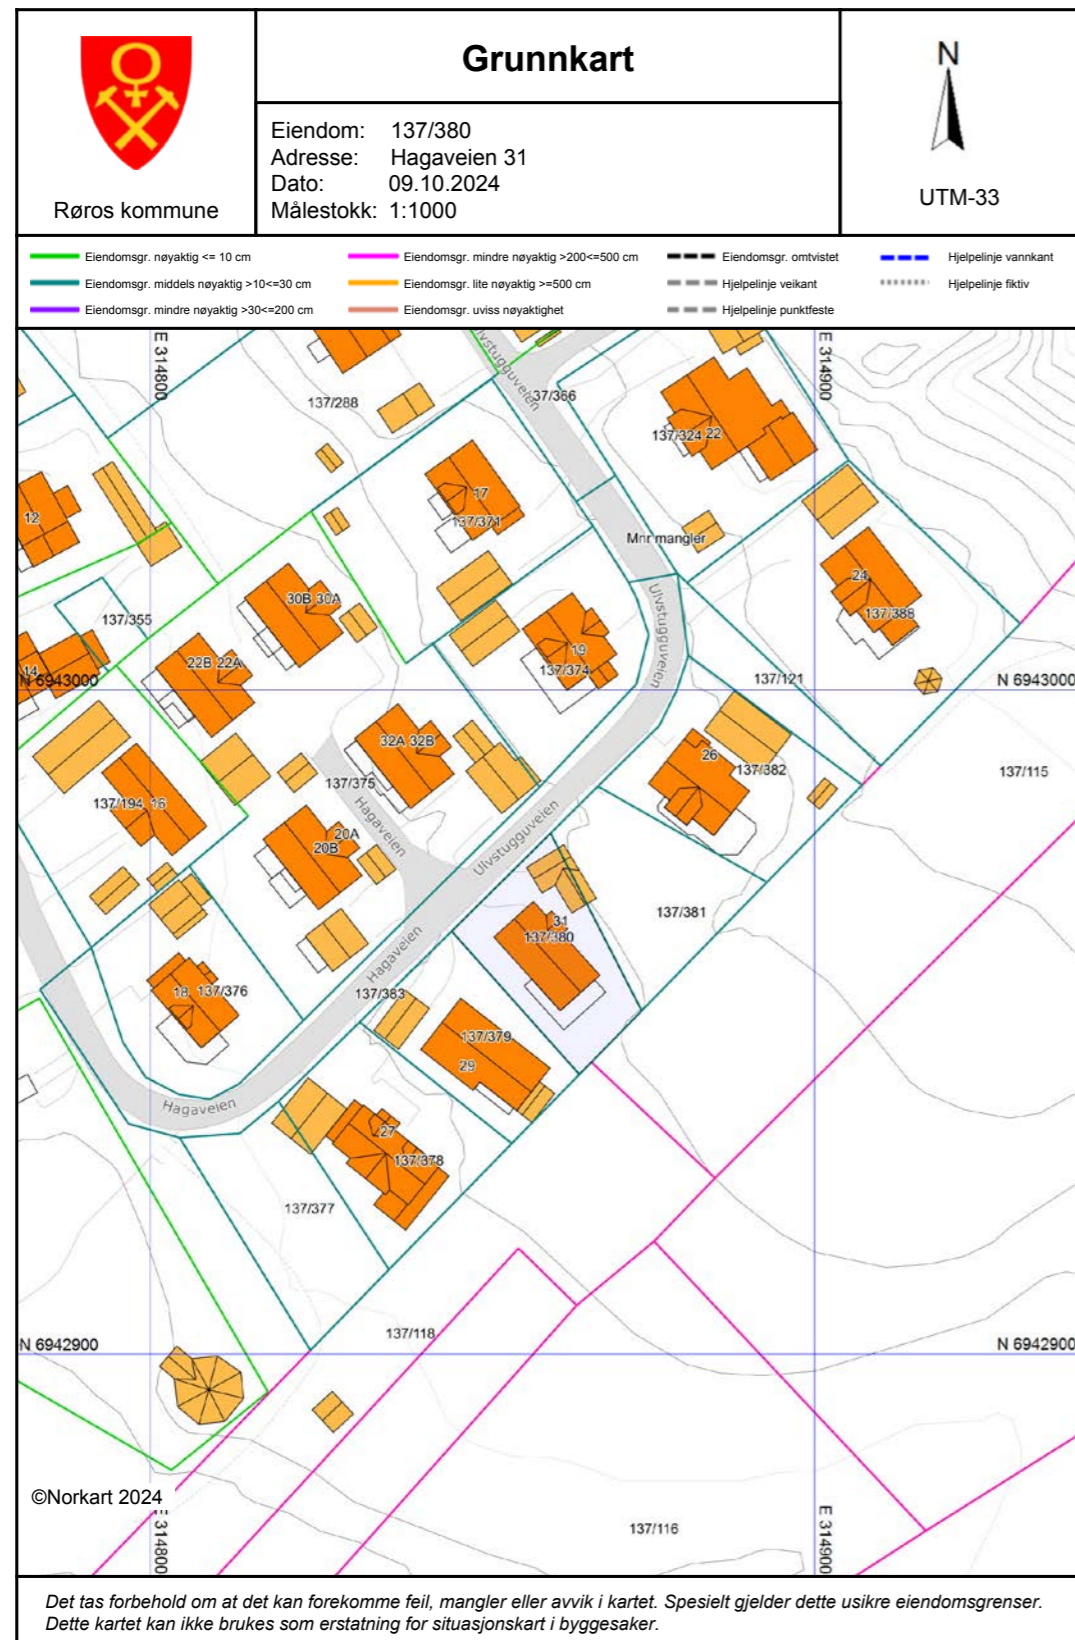 Grunnkart
Eiendom: 137/380
Adresse: Hagaveien 31
Dato: 09.10.2024
Målestokk: 1:1000
Røros kommune
N
UTM-33
Eiendomsgr. nøyaktig <= 10 cm
Eiendomsgr. middels nøyaktig >10<=30 cm
Eiendomsgr. mindre nøyaktig >30<=200 cm
Eiendomsgr. mindre nøyaktig >200<=500 cm
Eiendomsgr. lite nøyaktig >=500 cm
Eiendomsgr. uviss nøyaktighet
Eiendomsgr. omtvistet
Hjelpelinje veikant
Hjelpelinje punktfeste
Hjelpelinje vannkant
Hjelpelinje fiktiv
E 314800
E 314900
Ulvstugguveien
137/366
137/288
137/324 22
17
137/371
12
Mnr mangler
24
137/388
30B 30A
137/355
Ulvstugguveien
19
137/374
22B 22A
14
N 6943000
N 6943000
137/121
32A 32B
26
137/382
137/115
137/375
137/194 16
Hagaveien
20A
20B
Ulvstugguveien
31
137/380
137/381
Hagaveien
18 137/376
137/383
137/379
29
Hagaveien
27
137/378
137/377
137/118
N 6942900
N 6942900
©Norkart 2024
E 314800
E 314900
137/116
Det tas forbehold om at det kan forekomme feil, mangler eller avvik i kartet. Spesielt gjelder dette usikre eiendomsgrenser.
Dette kartet kan ikke brukes som erstatning for situasjonskart i byggesaker.